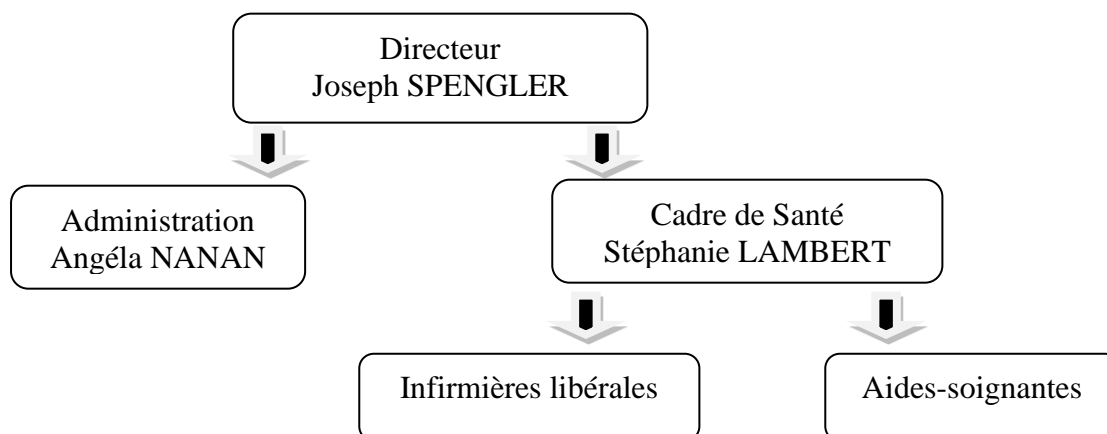 Directeur
Joseph SPENGLER
Administration
Angéla NANAN
Cadre de Santé
Stéphanie LAMBERT
Infirmières libérales
Aides-soignantes